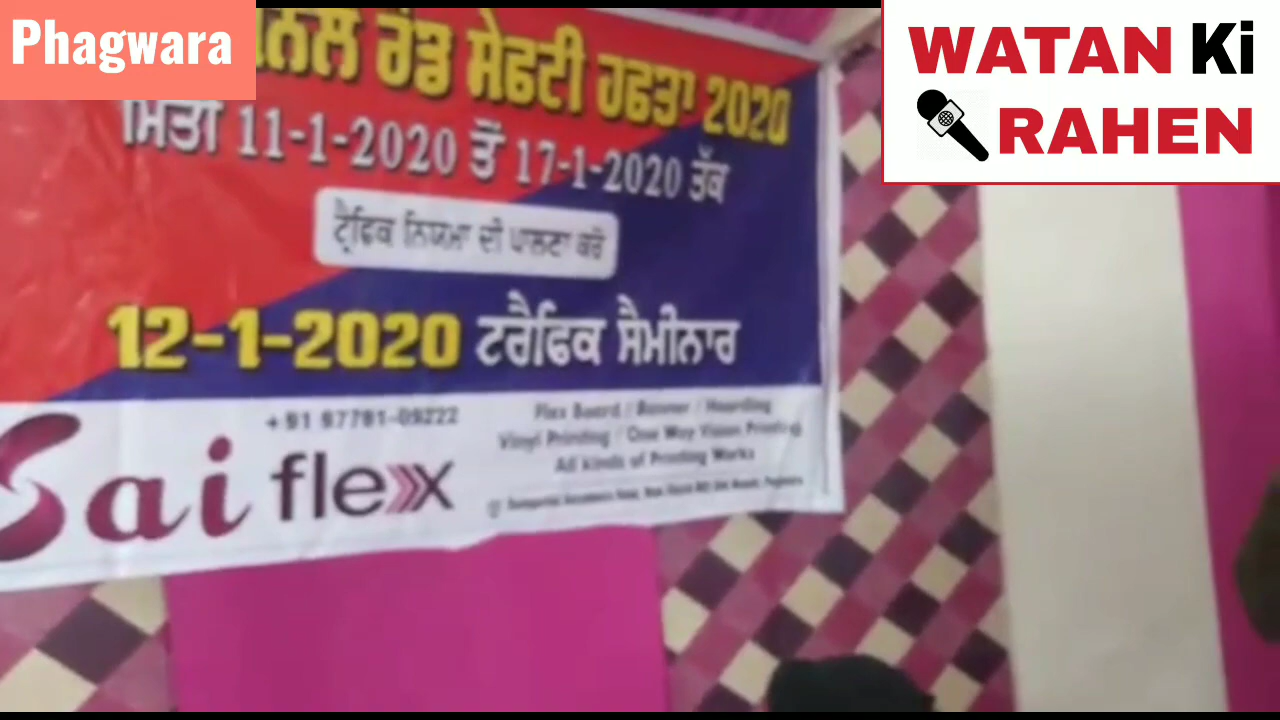 Phagwara
WATAN Ki
RAHEN
ਰੋਡ ਸੇਫਟੀ ਹਫਤਾ 2020
ਮਿਤੀ 11-1-2020 ਤੋਂ 17-1-2020 ਤੱਕ
ਟ੍ਰੈਫਿਕ ਨਿਯਮਾ ਦੀ ਪਾਲਣਾ ਕਰੋ
12-1-2020 ਟਰੈਫਿਕ ਸੈਮੀਨਾਰ
Sai flex
+91 97791-09222
Flex Board / Banner / Hoarding
Vinyl Printing / One Way Vision Printing
All kinds of Printing Works